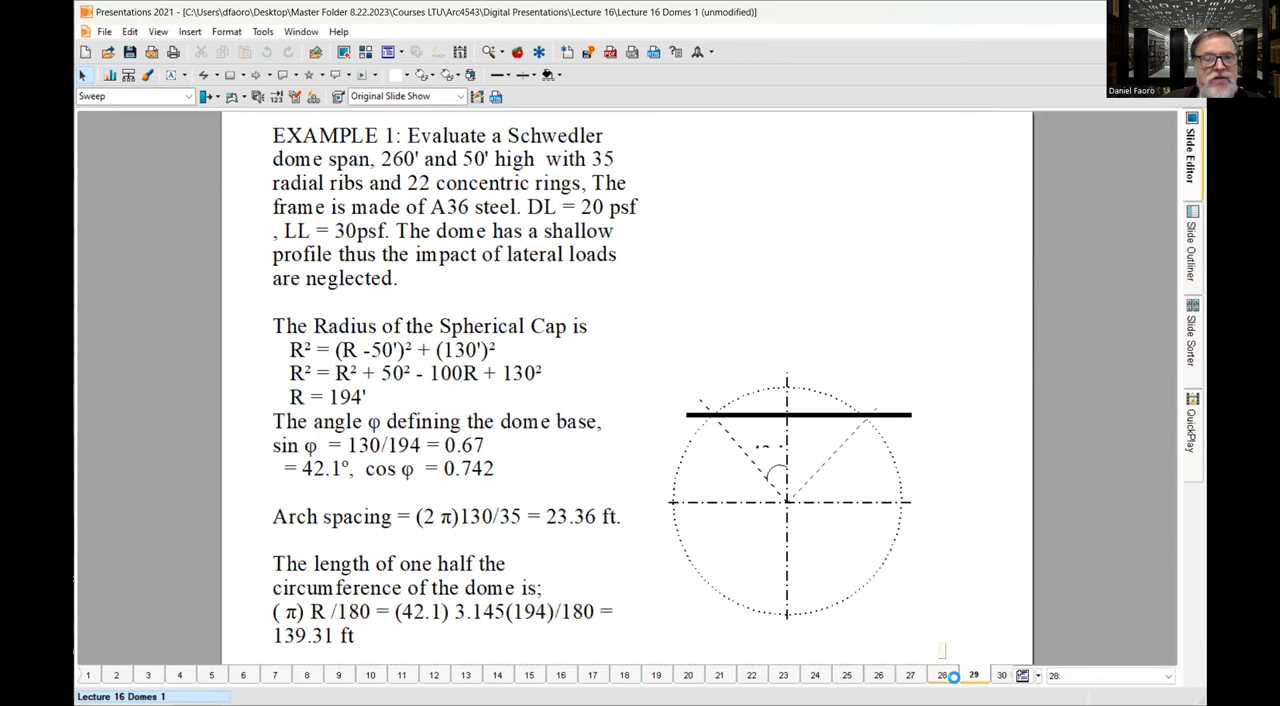 Presentations 2021 - [C:\Users\dfaoro\Desktop\Master Folder 8.22.2023\Courses LTU\Arc4543\Digital Presentations\Lecture 16\Lecture 16 Domes 1 (unmodified)]
File Edit View Insert Format Tools Window Help
Sweep
Original Slide Show
Daniel Faoro
EXAMPLE 1: Evaluate a Schwedler
dome span, 260' and 50' high with 35
radial ribs and 22 concentric rings, The
frame is made of A36 steel. DL = 20 psf
, LL = 30psf. The dome has a shallow
profile thus the impact of lateral loads
are neglected.
The Radius of the Spherical Cap is
R² = (R -50')² + (130')²
R² = R² + 50² - 100R + 130²
R = 194'
The angle φ defining the dome base,
sin φ = 130/194 = 0.67
= 42.1°, cos φ = 0.742
Arch spacing = (2 π)130/35 = 23.36 ft.
The length of one half the
circumference of the dome is;
( π) R /180 = (42.1) 3.145(194)/180 =
139.31 ft
Slide Editor
Slide Outliner
Slide Sorter
QuickPlay
1 2 3 4 5 6 7 8 9 10 11 12 13 14 15 16 17 18 19 20 21 22 23 24 25 26 27 28 29 30 28:
Lecture 16 Domes 1